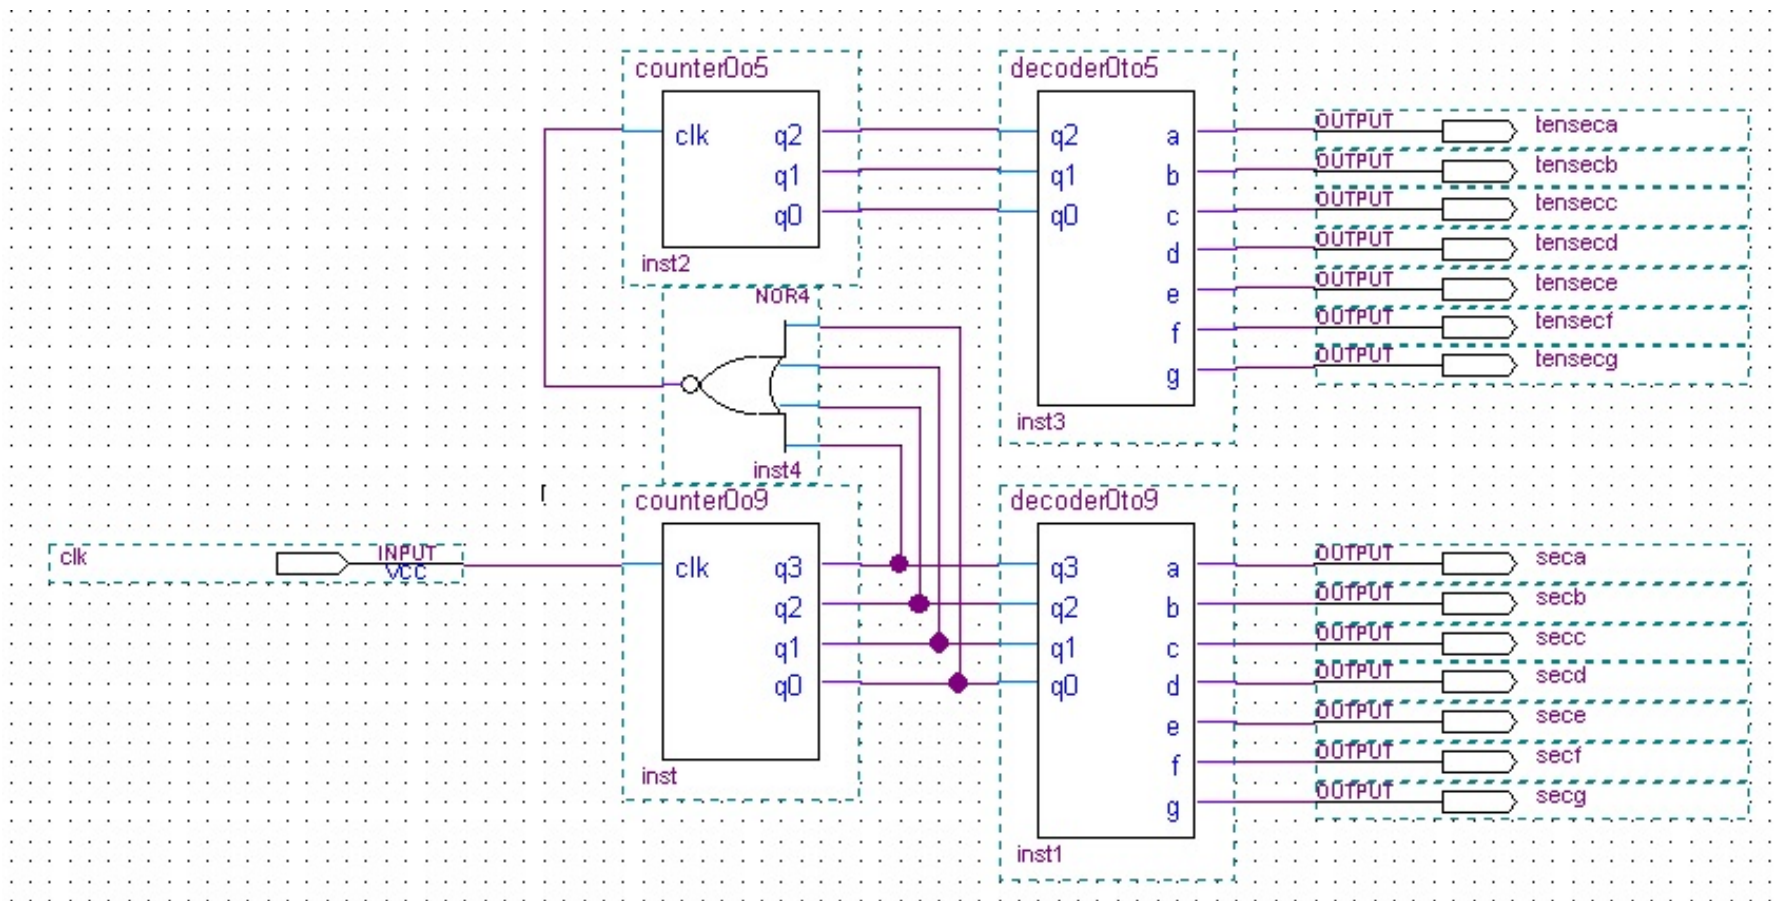 counter0o5
clk q2
q1
q0
inst2
decoder0to5
q2 a
q1 b
q0 c
d
e
f
g
inst3
OUTPUT tenseca
OUTPUT tensecb
OUTPUT tensecc
OUTPUT tensecd
OUTPUT tensece
OUTPUT tensecf
OUTPUT tensecg
NOR4
inst4
clk INPUT
VCC
counter0o9
clk q3
q2
q1
q0
inst
decoder0to9
q3 a
q2 b
q1 c
q0 d
e
f
g
inst1
OUTPUT seca
OUTPUT secb
OUTPUT secc
OUTPUT secd
OUTPUT sece
OUTPUT secf
OUTPUT secg